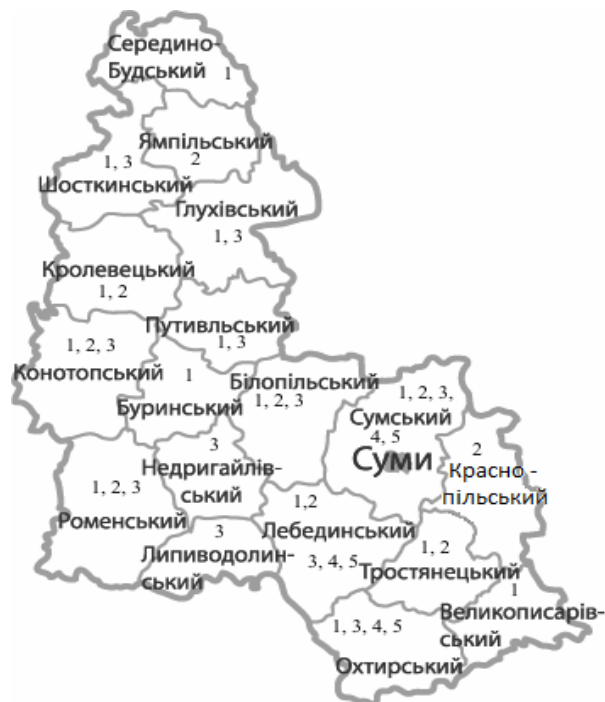 Середино-
Будський 1
Ямпільський
2
1, 3
Шосткинський
Глухівський
1, 3
Кролевецький
1, 2
Путивльський
1, 3
1, 2, 3
Конотопський
1
Буринський
Білопільський
1, 2, 3
1, 2, 3,
Сумський
4, 5
Суми
2
Красно -
пільський
3
Недригайлів-
ський
1, 2, 3
Роменський
1,2
Лебединський
3, 4, 5
3
Липиводолин-
ський
1, 2
Тростянецький
1
Великописарів-
ський
1, 3, 4, 5
Охтирський